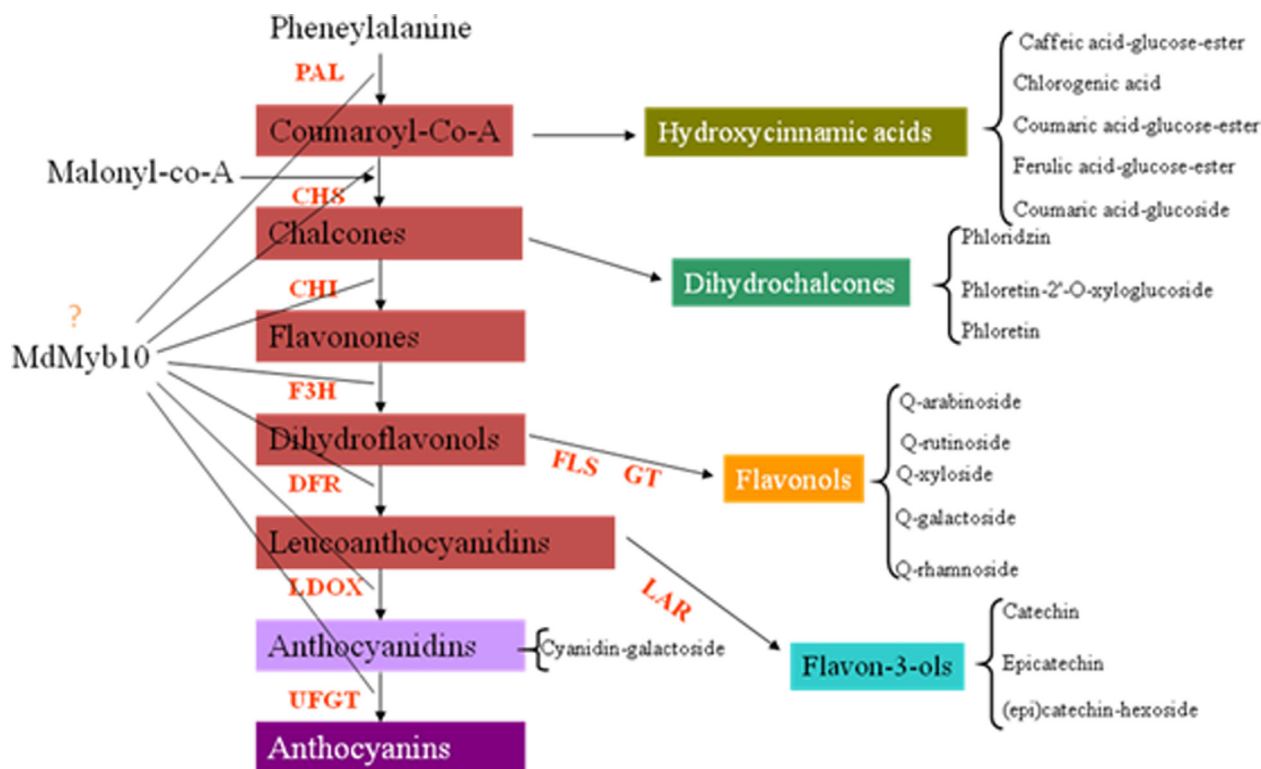 Pheneylalanine
PAL
Coumaroyl-Co-A
Hydroxycinnamic acids
Caffeic acid-glucose-ester
Chlorogenic acid
Coumaric acid-glucose-ester
Ferulic acid-glucose-ester
Coumaric acid-glucoside
Malonyl-co-A
CHS
Chalcones
Dihydrochalcones
Phloridzin
Phloretin-2'-O-xyloglucoside
Phloretin
CHI
?
MdMyb10
Flavonones
F3H
Dihydroflavonols
FLS GT
Flavonols
Q-arabinoside
Q-rutinoside
Q-xyloside
Q-galactoside
Q-rhamnoside
DFR
Leucoanthocyanidins
LDOX
LAR
Anthocyanidins
Cyanidin-galactoside
Flavon-3-ols
Catechin
Epicatechin
(epi)catechin-hexoside
UFGT
Anthocyanins